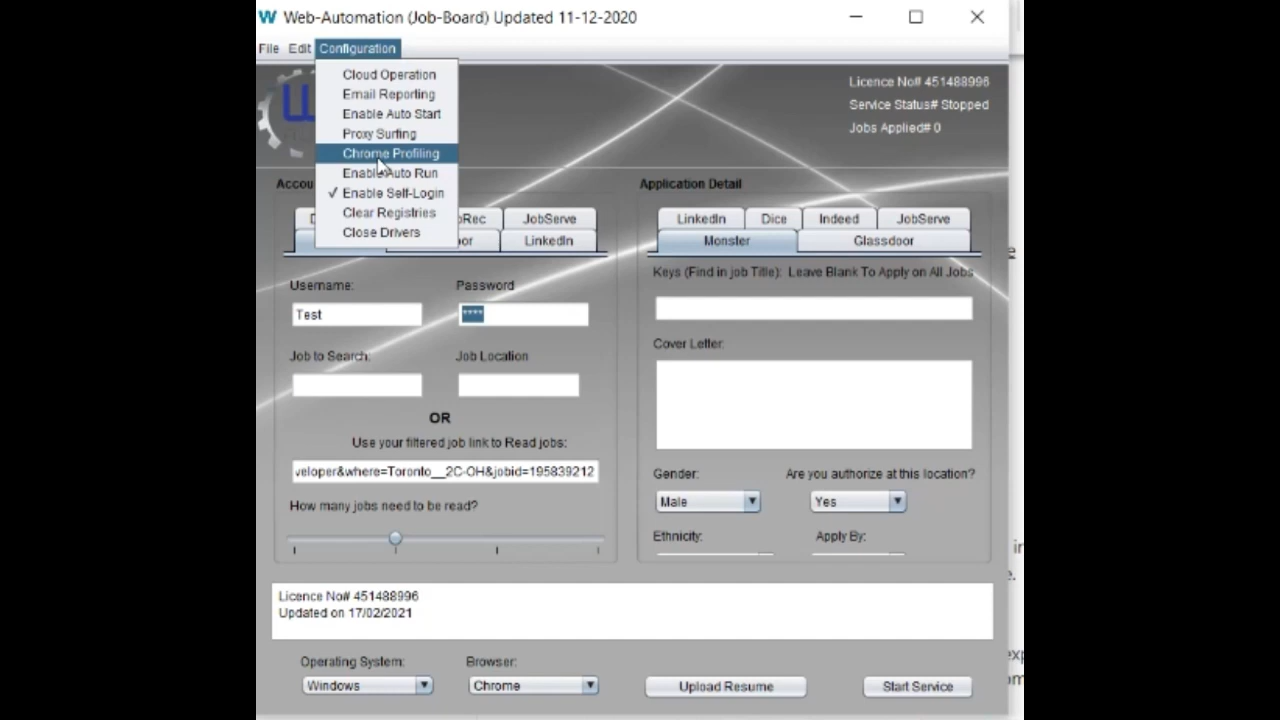 Web-Automation (Job-Board) Updated 11-12-2020
File Edit Configuration
Cloud Operation
Email Reporting
Enable Auto Start
Proxy Surfing
Chrome Profiling
Enable Auto Run
✓ Enable Self-Login
Clear Registries
Close Drivers
Licence No# 451488996
Service Status# Stopped
Jobs Applied# 0
Application Detail
JobServe
LinkedIn
LinkedIn Dice Indeed JobServe
Monster Glassdoor
Username: Password
Test ****
Job to Search: Job Location
OR
Use your filtered job link to Read jobs:
veloper&where=Toronto__2C-OH&jobid=195839212
How many jobs need to be read?
Keys (Find in job Title): Leave Blank To Apply on All Jobs
Cover Letter:
Gender: Are you authorize at this location?
Male Yes
Ethnicity: Apply By:
Licence No# 451488996
Updated on 17/02/2021
Operating System: Browser:
Windows Chrome Upload Resume Start Service